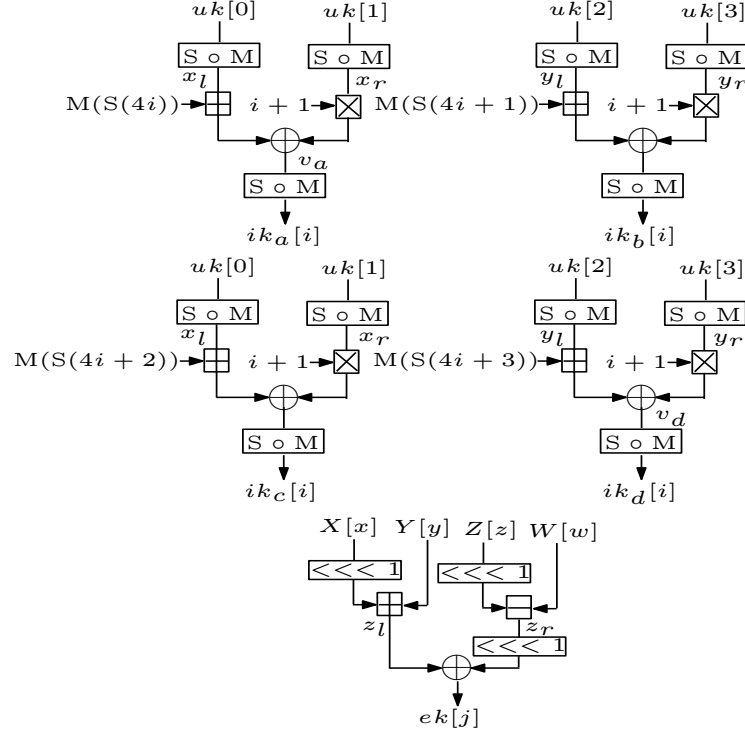 uk[0] uk[1] uk[2] uk[3]
S ∘ M S ∘ M S ∘ M S ∘ M
x_l x_r y_l y_r
M(S(4i)) i + 1 M(S(4i + 1)) i + 1
v_a
S ∘ M S ∘ M
ik_a[i] ik_b[i]
uk[0] uk[1] uk[2] uk[3]
S ∘ M S ∘ M S ∘ M S ∘ M
x_l x_r y_l y_r
M(S(4i + 2)) i + 1 M(S(4i + 3)) i + 1
v_d
S ∘ M S ∘ M
ik_c[i] ik_d[i]
X[x] Y[y] Z[z] W[w]
<<< 1 <<< 1
z_l z_r
<<< 1
ek[j]